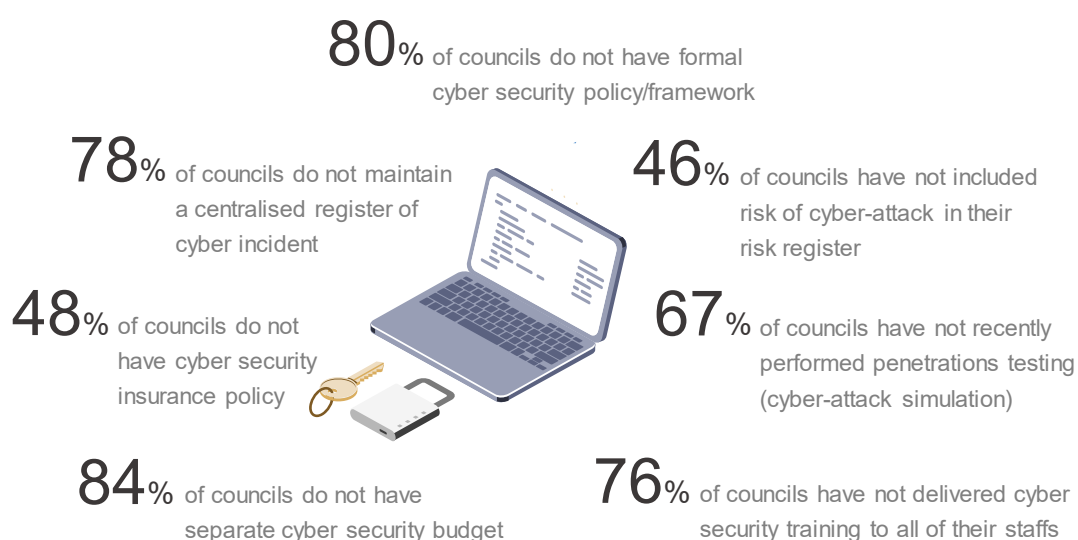 80% of councils do not have formal
cyber security policy/framework
78% of councils do not maintain
a centralised register of
cyber incident
46% of councils have not included
risk of cyber-attack in their
risk register
48% of councils do not
have cyber security
insurance policy
67% of councils have not recently
performed penetrations testing
(cyber-attack simulation)
84% of councils do not have
separate cyber security budget
76% of councils have not delivered cyber
security training to all of their staffs